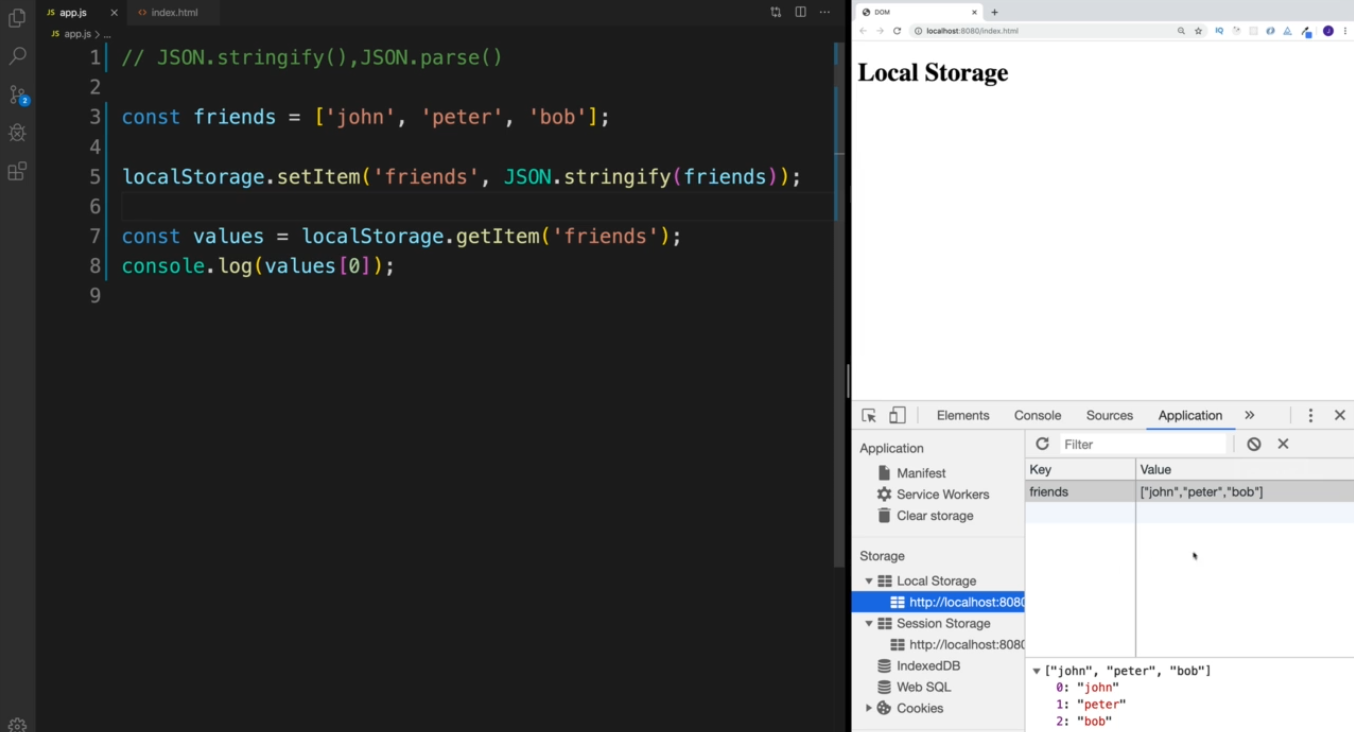 JS app.js × <> index.html
JS app.js > ...
1 // JSON.stringify(),JSON.parse()
2
3 const friends = ['john', 'peter', 'bob'];
4
5 localStorage.setItem('friends', JSON.stringify(friends));
6
7 const values = localStorage.getItem('friends');
8 console.log(values[0]);
9
2
DOM
localhost:8080/index.html
IQ
J
Local Storage
Elements Console Sources Application »
Application
Manifest
Service Workers
Clear storage
Storage
Local Storage
http://localhost:8080
Session Storage
http://localhost:8080
IndexedDB
Web SQL
Cookies
Filter
Key Value
friends ["john","peter","bob"]
["john", "peter", "bob"]
0: "john"
1: "peter"
2: "bob"